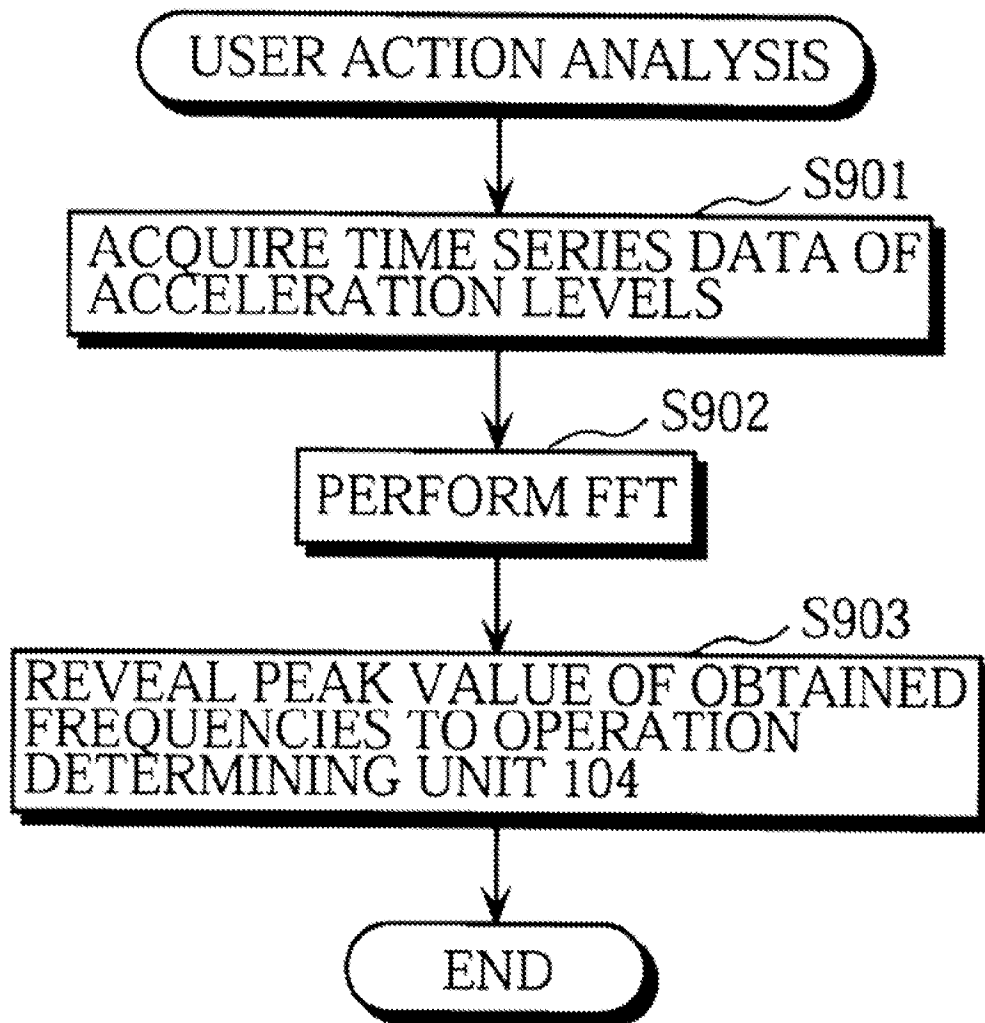 USER ACTION ANALYSIS
S901
ACQUIRE TIME SERIES DATA OF
ACCELERATION LEVELS
S902
PERFORM FFT
S903
REVEAL PEAK VALUE OF OBTAINED
FREQUENCIES TO OPERATION
DETERMINING UNIT 104
END